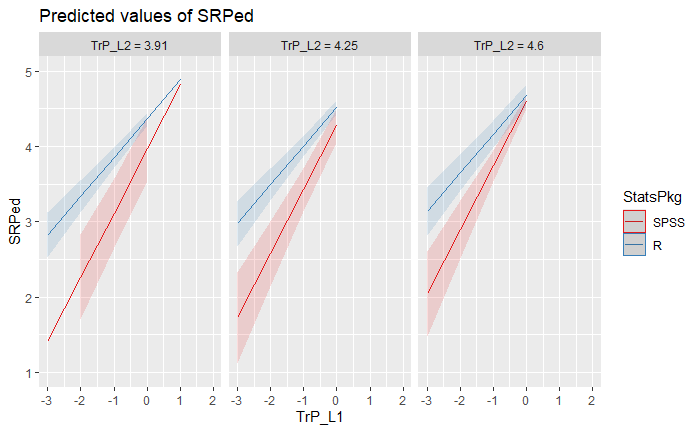 Predicted values of SRPed
TrP_L2 = 3.91
TrP_L2 = 4.25
TrP_L2 = 4.6
5
4
3
2
1
SRPed
-3 -2 -1 0 1 2
-3 -2 -1 0 1 2
-3 -2 -1 0 1 2
TrP_L1
StatsPkg
SPSS
R